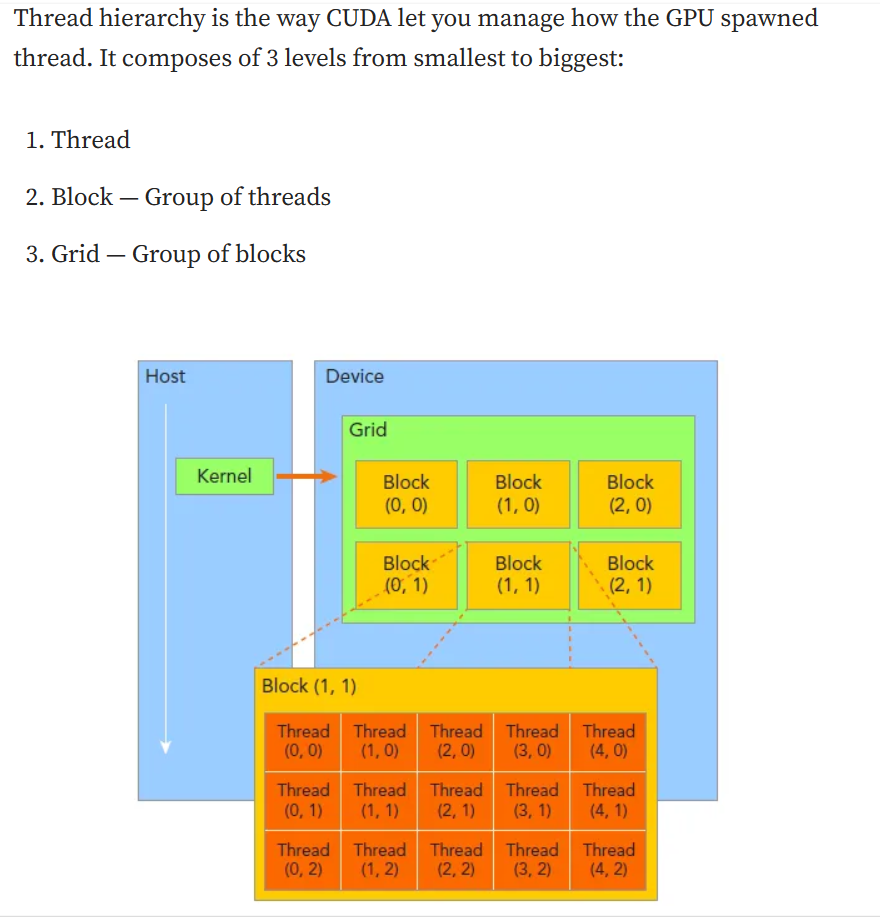 Thread hierarchy is the way CUDA let you manage how the GPU spawned
thread. It composes of 3 levels from smallest to biggest:
1. Thread
2. Block — Group of threads
3. Grid — Group of blocks
Host
Device
Grid
Kernel
Block
(0, 0)
Block
(1, 0)
Block
(2, 0)
Block
(0, 1)
Block
(1, 1)
Block
(2, 1)
Block (1, 1)
Thread
(0, 0)
Thread
(1, 0)
Thread
(2, 0)
Thread
(3, 0)
Thread
(4, 0)
Thread
(0, 1)
Thread
(1, 1)
Thread
(2, 1)
Thread
(3, 1)
Thread
(4, 1)
Thread
(0, 2)
Thread
(1, 2)
Thread
(2, 2)
Thread
(3, 2)
Thread
(4, 2)